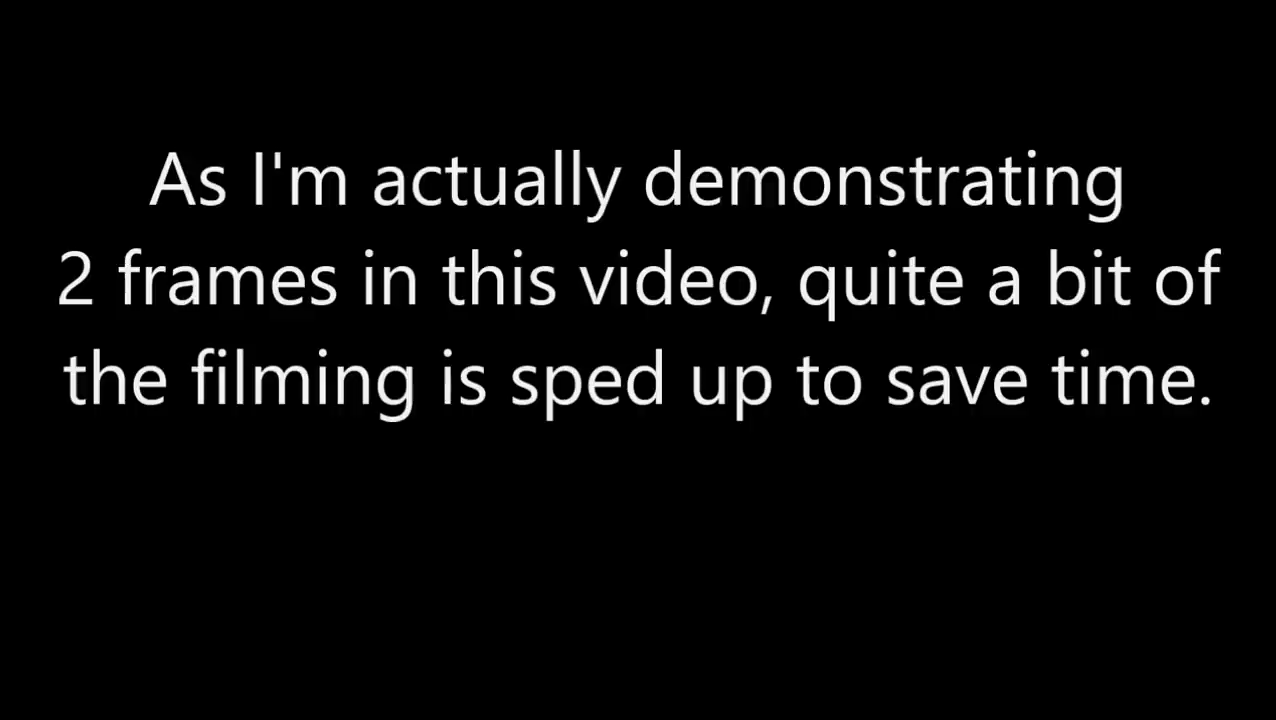 As I'm actually demonstrating
2 frames in this video, quite a bit of
the filming is sped up to save time.